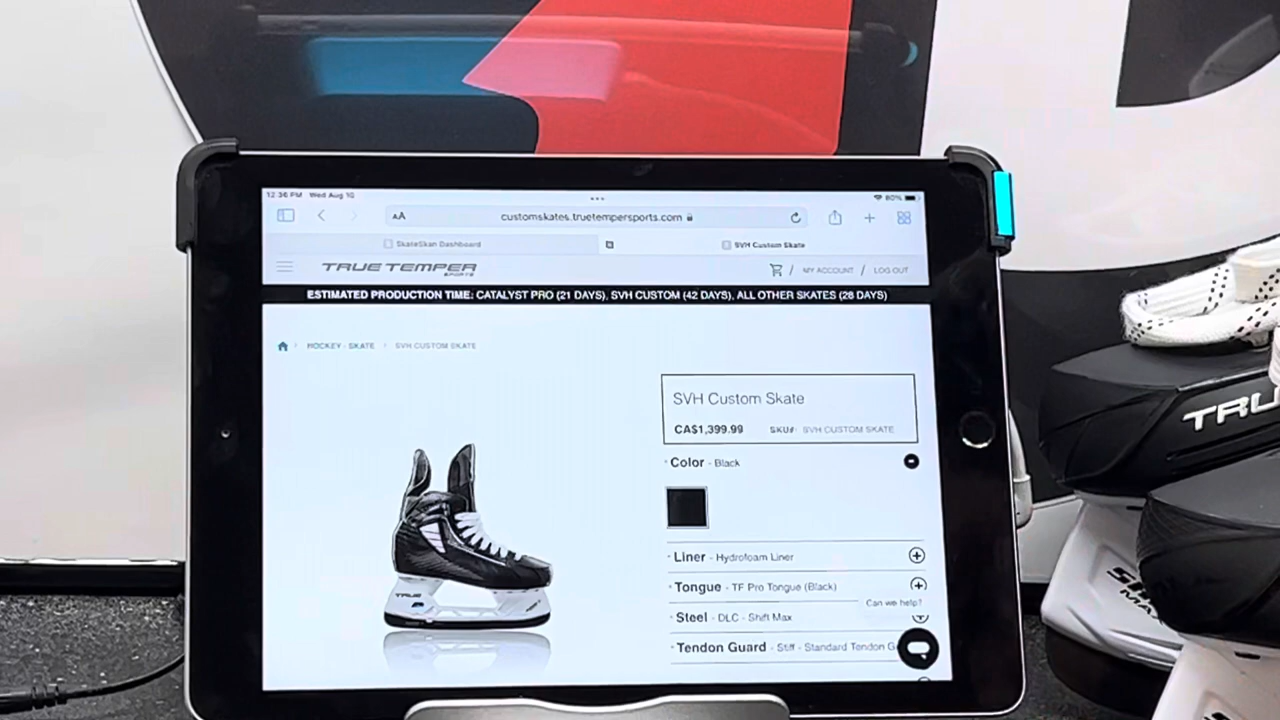 12:36 PM Wed Aug 10
80%
AA
customskates.truetempersports.com
SkateSkan Dashboard
SVH Custom Skate
TRUE TEMPER
SPORTS
/ MY ACCOUNT / LOG OUT
ESTIMATED PRODUCTION TIME: CATALYST PRO (21 DAYS), SVH CUSTOM (42 DAYS), ALL OTHER SKATES (28 DAYS)
HOCKEY - SKATE
SVH CUSTOM SKATE
SVH Custom Skate
CA$1,399.99 SKU#: SVH CUSTOM SKATE
* Color - Black
* Liner - Hydrofoam Liner
* Tongue - TF Pro Tongue (Black)
Can we help?
* Steel - DLC - Shift Max
* Tendon Guard - Stiff - Standard Tendon G
TRUE
TRU
MA